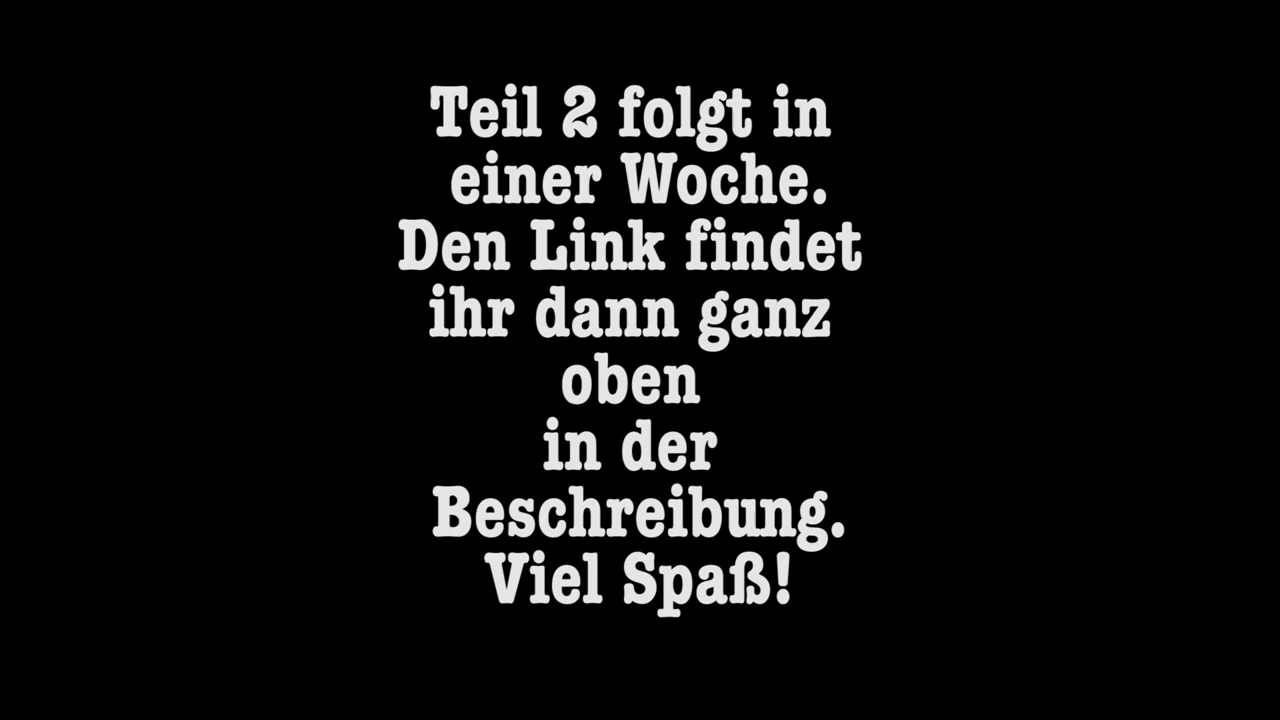 Teil 2 folgt in
einer Woche.
Den Link findet
ihr dann ganz
oben
in der
Beschreibung.
Viel Spaß!